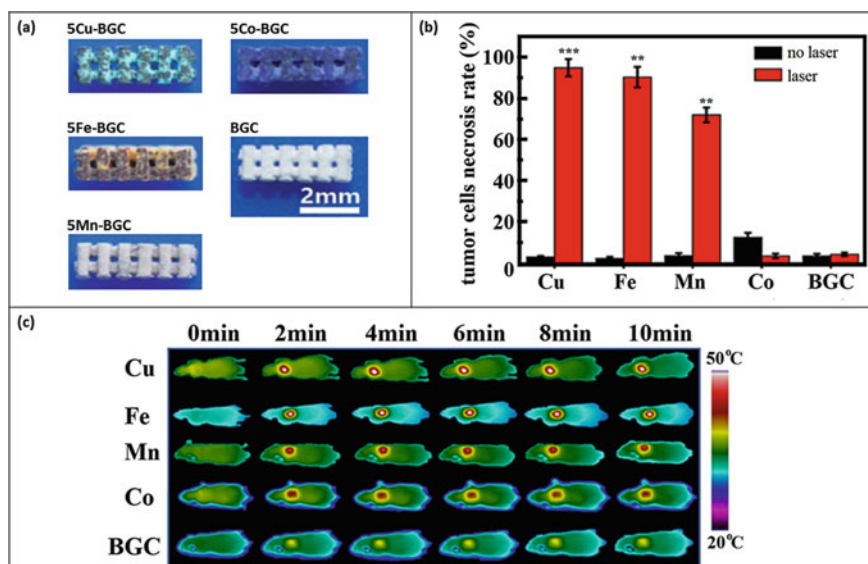 (a)
5Cu-BGC
5Co-BGC
5Fe-BGC
BGC
2mm
5Mn-BGC
(b)
tumor cells necrosis rate (%)
100
80
60
40
20
0
no laser
laser
***
**
**
Cu Fe Mn Co BGC
(c)
0min 2min 4min 6min 8min 10min
Cu
Fe
Mn
Co
BGC
50°C
20°C